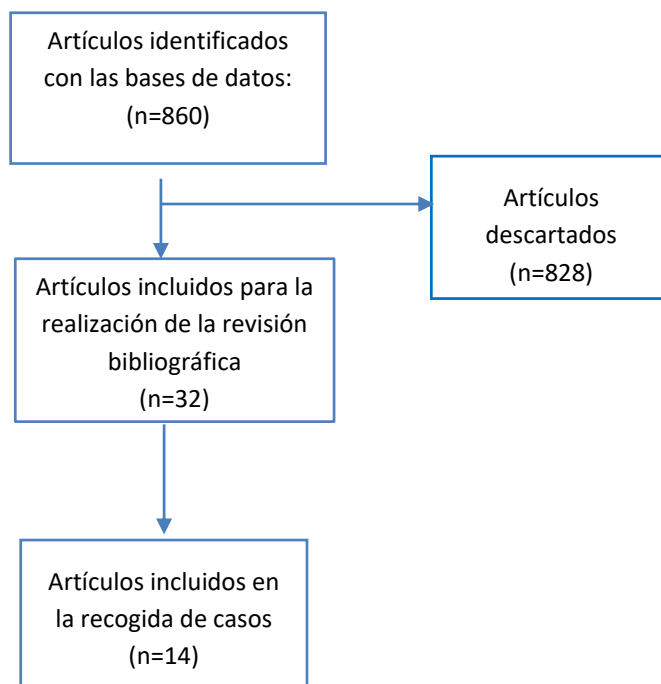 Artículos identificados
con las bases de datos:
(n=860)
Artículos
descartados
(n=828)
Artículos incluidos para la
realización de la revisión
bibliográfica
(n=32)
Artículos incluidos en
la recogida de casos
(n=14)